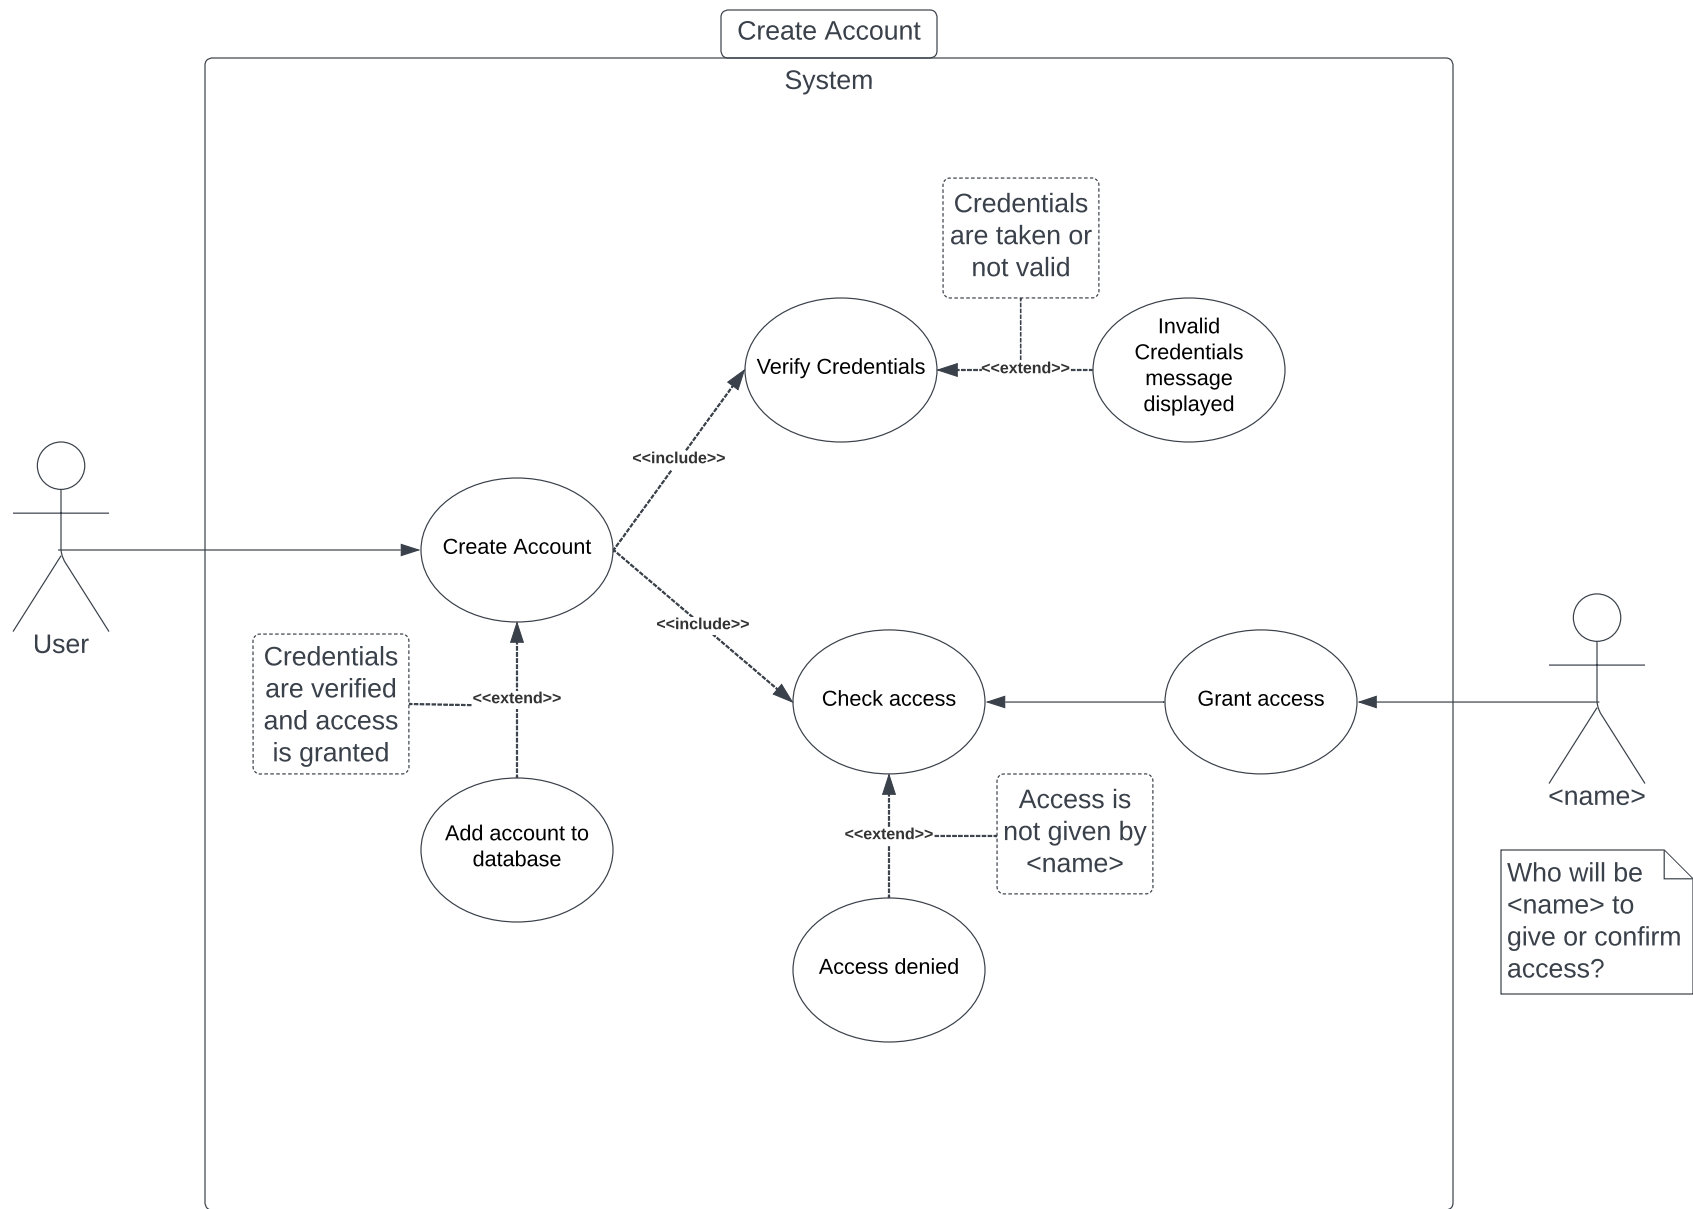 Create Account
System
Credentials
are taken or
not valid
Invalid
Credentials
message
displayed
Verify Credentials
<<extend>>
<<include>>
Create Account
User
<<include>>
Credentials
are verified
and access
is granted
<<extend>>
Check access
Grant access
<name>
Add account to
database
<<extend>>
Access is
not given by
<name>
Who will be
<name> to
give or confirm
access?
Access denied